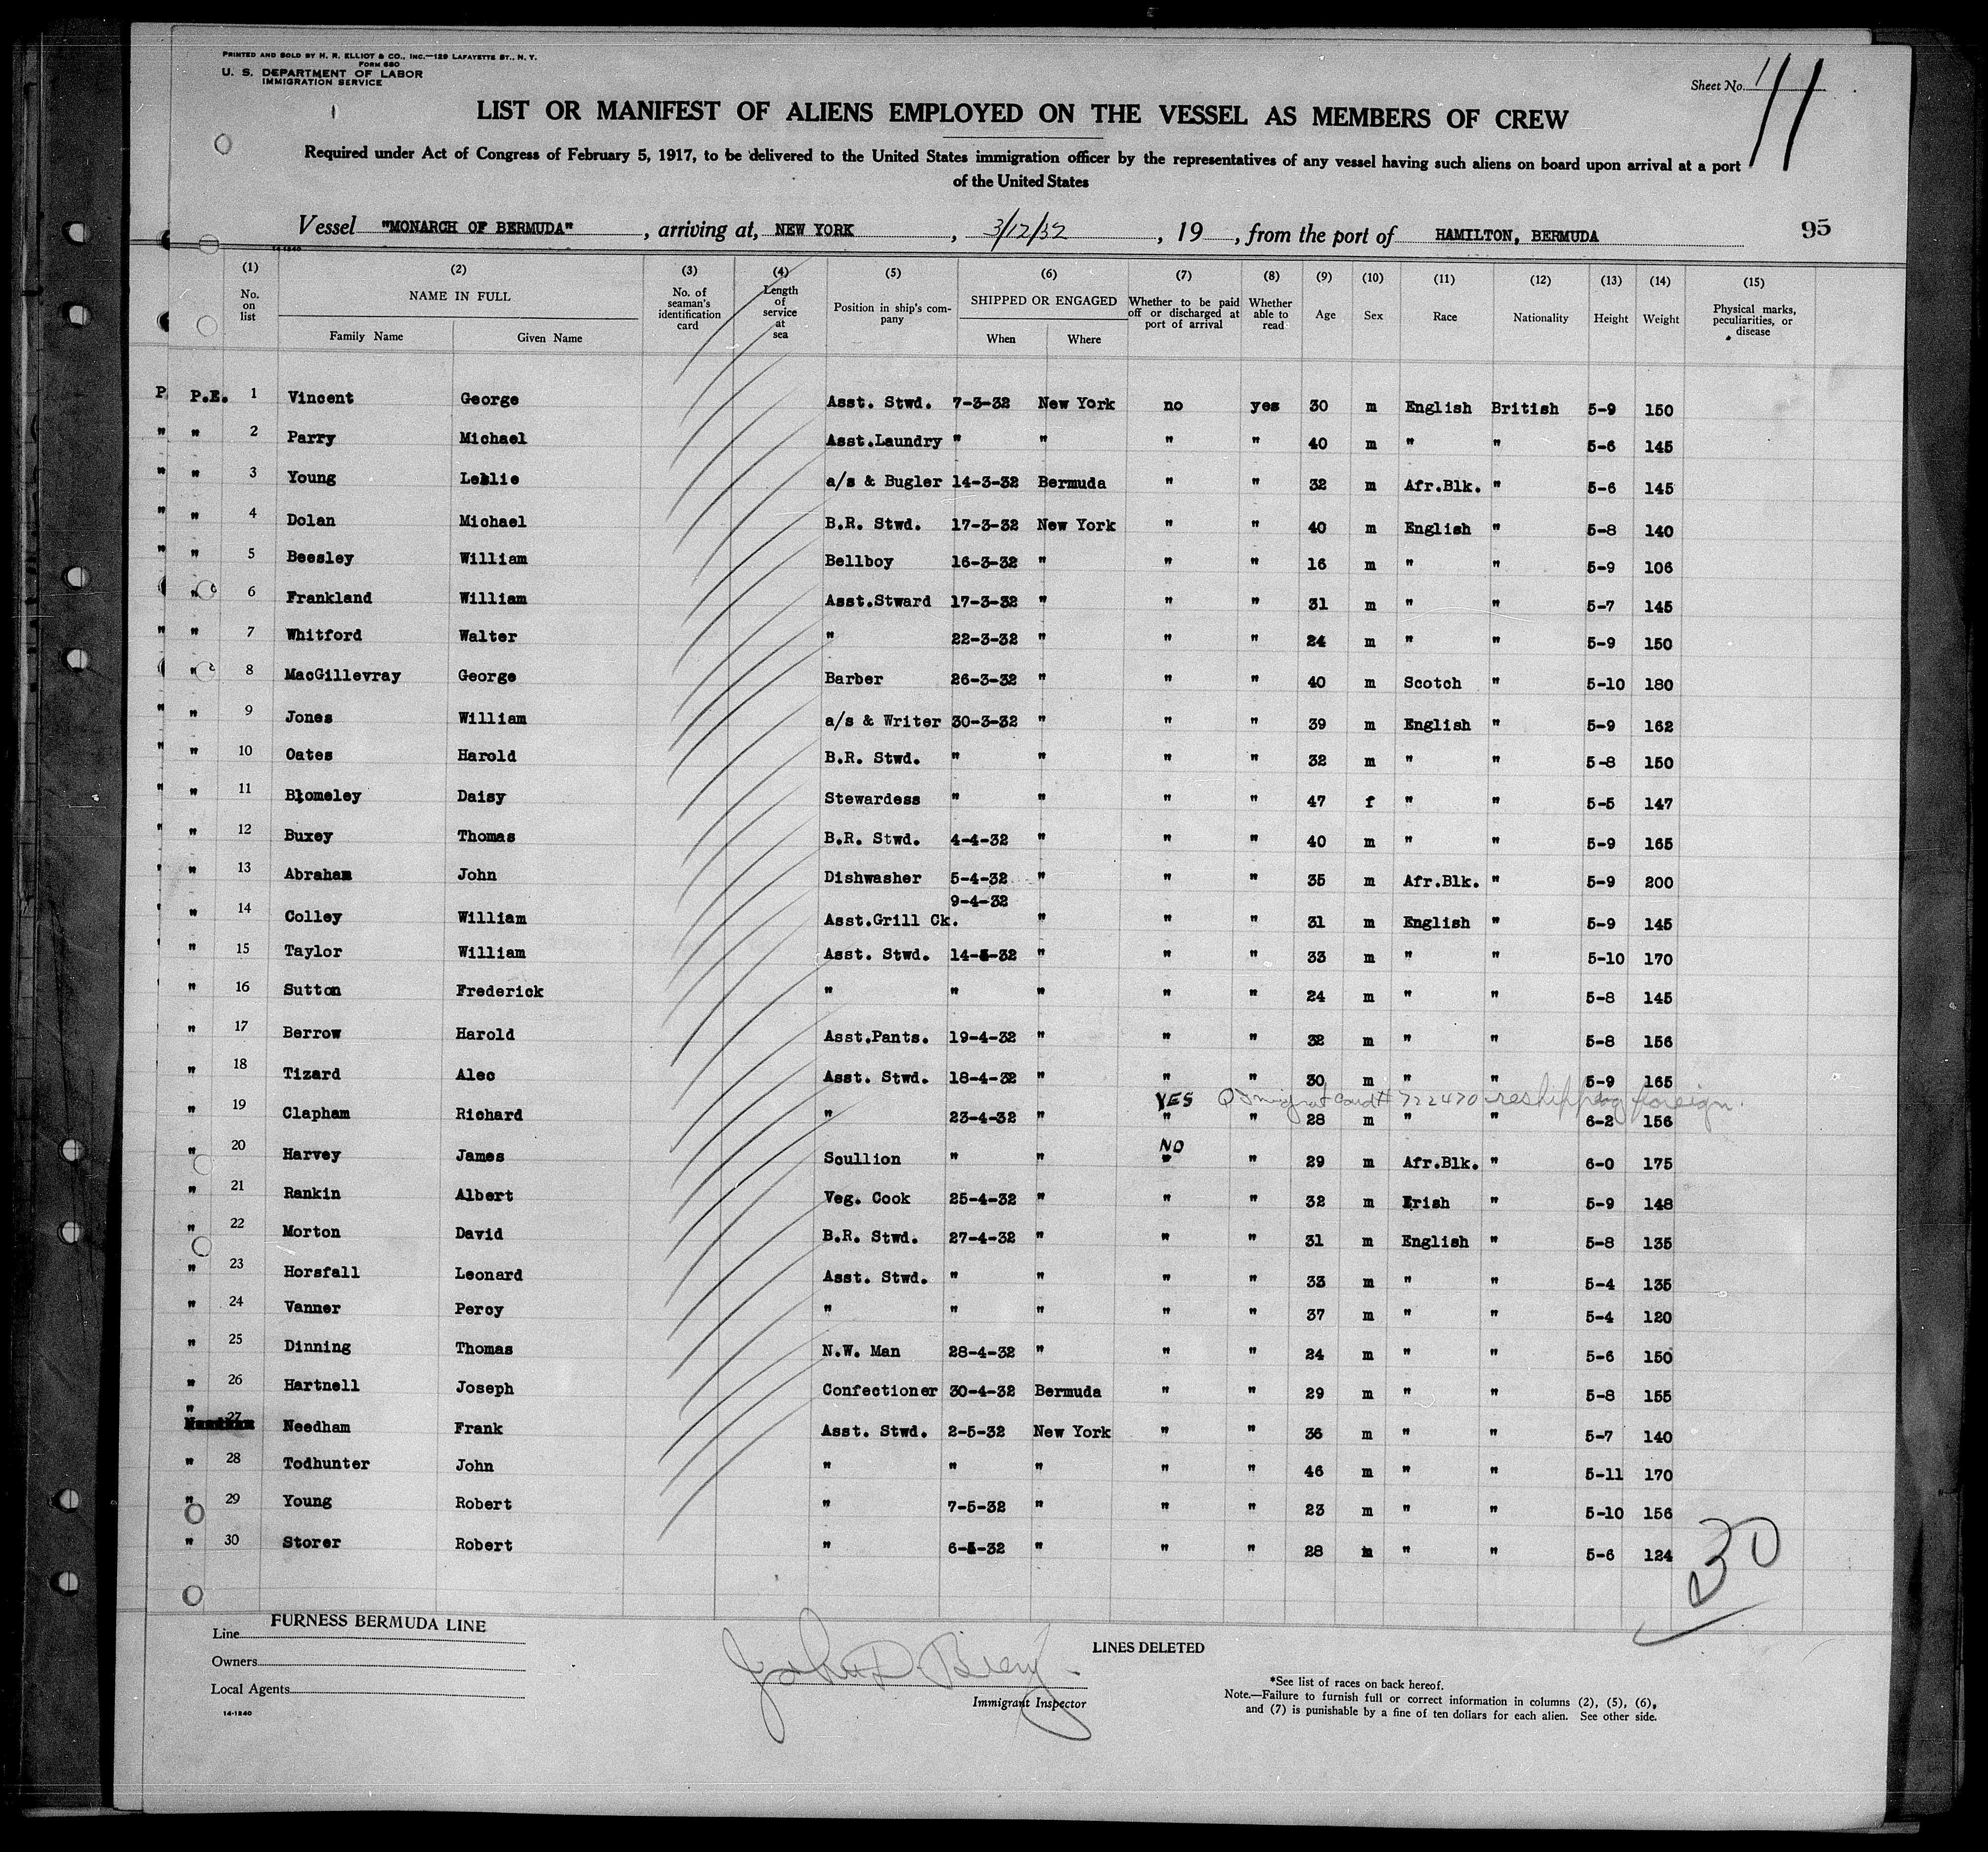 PRINTED AND SOLD BY H. R. ELLIOT & CO., INC.—129 LAFAYETTE ST., N. Y.
FORM 680
U. S. DEPARTMENT OF LABOR
IMMIGRATION SERVICE
Sheet No. 11
LIST OR MANIFEST OF ALIENS EMPLOYED ON THE VESSEL AS MEMBERS OF CREW
Required under Act of Congress of February 5, 1917, to be delivered to the United States immigration officer by the representatives of any vessel having such aliens on board upon arrival at a port
of the United States
Vessel "MONARCH OF BERMUDA", arriving at, NEW YORK, 3/12/32, 19 , from the port of HAMILTON, BERMUDA 95
14-1240
(1) (2) (3) (4) (5) (6) (7) (8) (9) (10) (11) (12) (13) (14) (15)
No. on list NAME IN FULL Family Name Given Name No. of seaman's identification card Length of service at sea Position in ship's company SHIPPED OR ENGAGED When Where Whether to be paid off or discharged at port of arrival Whether able to read Age Sex Race Nationality Height Weight Physical marks, peculiarities, or disease
P P.E. 1 Vincent George Asst. Stwd. 7-3-32 New York no yes 30 m English British 5-9 150
" " 2 Parry Michael Asst.Laundry " " " " 40 m " " 5-6 145
" " 3 Young Leslie a/s & Bugler 14-3-32 Bermuda " " 32 m Afr.Blk. " 5-6 145
" " 4 Dolan Michael B.R. Stwd. 17-3-32 New York " " 40 m English " 5-8 140
" " 5 Beesley William Bellboy 16-3-32 " " " 16 m " " 5-9 106
" 6 Frankland William Asst.Stward 17-3-32 " " " 31 m " " 5-7 145
" " 7 Whitford Walter " 22-3-32 " " " 24 m " " 5-9 150
" 8 MacGillevray George Barber 26-3-32 " " " 40 m Scotch " 5-10 180
" " 9 Jones William a/s & Writer 30-3-32 " " " 39 m English " 5-9 162
" " 10 Oates Harold B.R. Stwd. " " " " 32 m " " 5-8 150
" " 11 Blomeley Daisy Stewardess " " " " 47 f " " 5-5 147
" " 12 Buxey Thomas B.R. Stwd. 4-4-32 " " " 40 m " " 5-9 165
" " 13 Abraham John Dishwasher 5-4-32 " " " 35 m Afr.Blk. " 5-9 200
" " 14 Colley William Asst.Grill Ck. 9-4-32 " " " 31 m English " 5-9 145
" " 15 Taylor William Asst. Stwd. 14-4-32 " " " 33 m " " 5-10 170
" " 16 Sutton Frederick " " " " " 24 m " " 5-8 145
" " 17 Berrow Harold Asst.Pants. 19-4-32 " " " 32 m " " 5-8 156
" 18 Tizard Alec Asst. Stwd. 18-4-32 " " " 30 m " " 5-9 165
YES card # 722470 reshipping foreign.
" 19 Clapham Richard " 23-4-32 " " 28 m " " 6-2 156
NO
" 20 Harvey James Scullion " " " " 29 m Afr.Blk. " 6-0 175
" 21 Rankin Albert Veg. Cook 25-4-32 " " " 32 m Irish " 5-9 148
" 22 Morton David B.R. Stwd. 27-4-32 " " " 31 m English " 5-8 135
" 23 Horsfall Leonard Asst. Stwd. " " " " 33 m " " 5-4 135
" 24 Vanner Percy " " " " " 37 m " " 5-4 120
" 25 Dinning Thomas N.W. Man 28-4-32 " " " 24 m " " 5-6 150
" 26 Hartnell Joseph Confectioner 30-4-32 Bermuda " " 29 m " " 5-8 155
" 27 Needham Frank Asst. Stwd. 2-5-32 New York " " 36 m " " 5-7 140
" 28 Todhunter John " " " " " 46 m " " 5-11 170
" 29 Young Robert " 7-5-32 " " " 23 m " " 5-10 156
" 30 Storer Robert " 6-5-32 " " " 28 m " " 5-6 124
30
Line FURNESS BERMUDA LINE
Owners
Local Agents
14-1240
Immigrant Inspector
LINES DELETED
*See list of races on back hereof.
Note.—Failure to furnish full or correct information in columns (2), (5), (6),
and (7) is punishable by a fine of ten dollars for each alien. See other side.